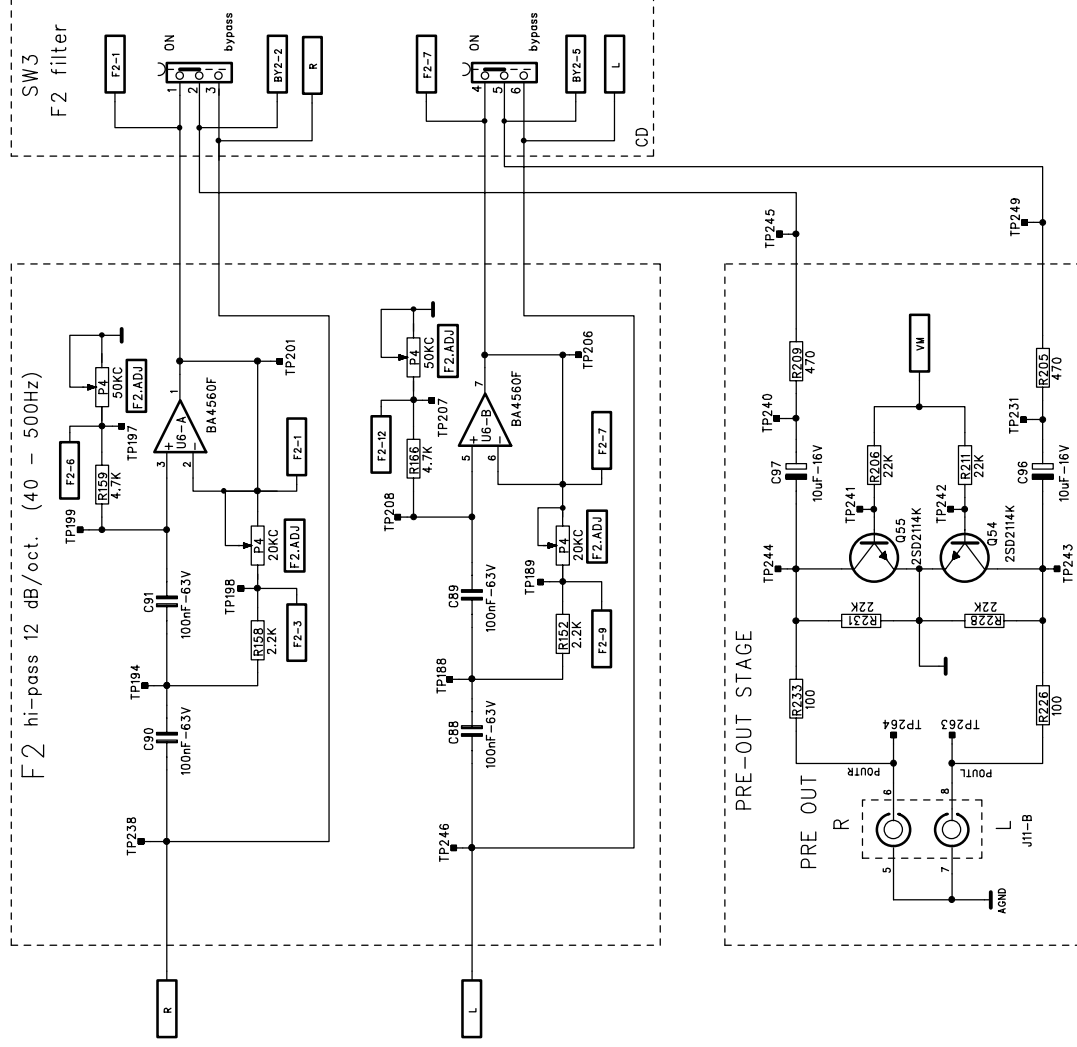 SW3
F2 filter
F2-1
ON
bypass
BY2-2
R
1
2
3
F2-7
ON
bypass
BY2-5
L
4
5
6
CD
F2 hi-pass 12 dB/oct. (40 - 500Hz)
TP199
F2-6
R159
4.7K
TP197
P4
50KC
F2.ADJ
3
2
+
-
U6-A
1
BA4560F
TP201
F2-1
P4
20KC
F2.ADJ
TP198
F2-3
R158
2.2K
C91
100nF-63V
TP194
C90
100nF-63V
TP238
R
TP208
F2-12
R166
4.7K
TP207
P4
50KC
F2.ADJ
5
6
+
-
U6-B
7
BA4560F
TP206
F2-7
P4
20KC
F2.ADJ
TP189
F2-9
R152
2.2K
C89
100nF-63V
TP188
C88
100nF-63V
TP246
L
TP245
TP249
PRE-OUT STAGE
R209
470
TP240
C97
10uF-16V
TP244
VM
R206
22K
TP241
Q55
2SD2114K
R211
22K
TP242
Q54
2SD2114K
R205
470
TP231
C96
10uF-16V
TP243
R231
22K
R228
22K
R233
100
R226
100
TP264
TP263
POUTR
POUTL
PRE OUT
R
L
J11-B
6
8
5
7
AGND